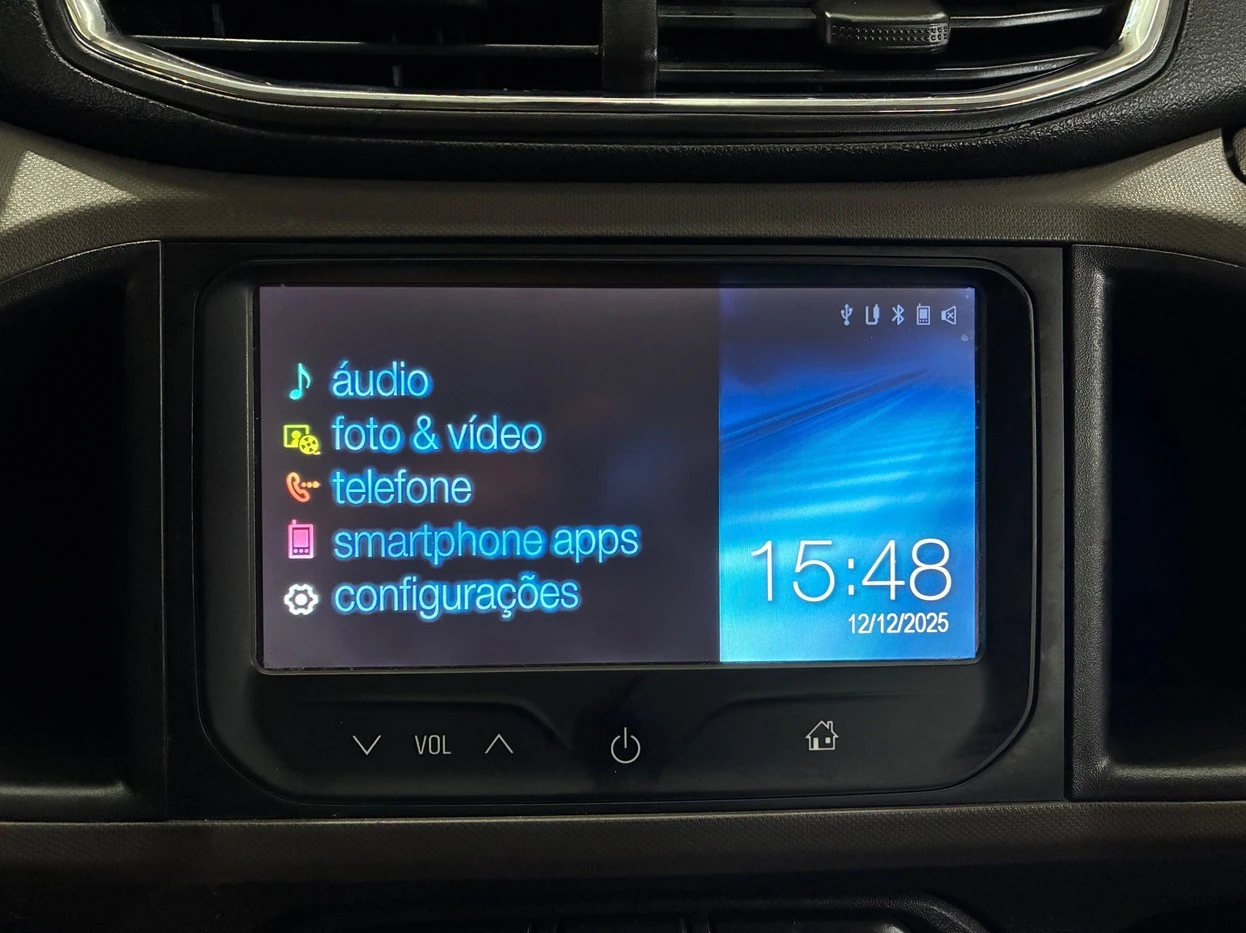 áudio
foto & vídeo
telefone
smartphone apps
configurações
15:48
12/12/2025
VOL